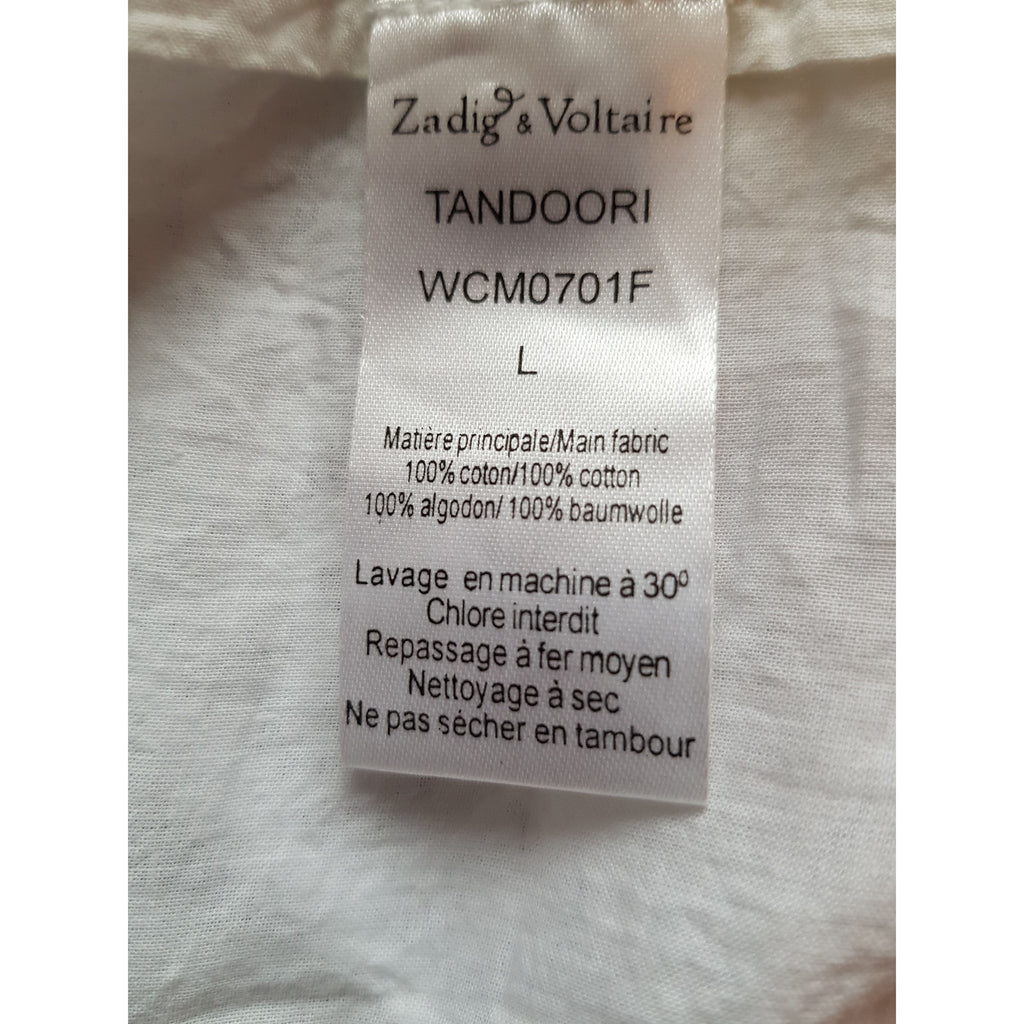 Zadig & Voltaire
TANDOORI
WCM0701F
L
Matière principale/Main fabric
100% coton/100% cotton
100% algodon/ 100% baumwolle
Lavage en machine à 30º
Chlore interdit
Repassage à fer moyen
Nettoyage à sec
Ne pas sécher en tambour